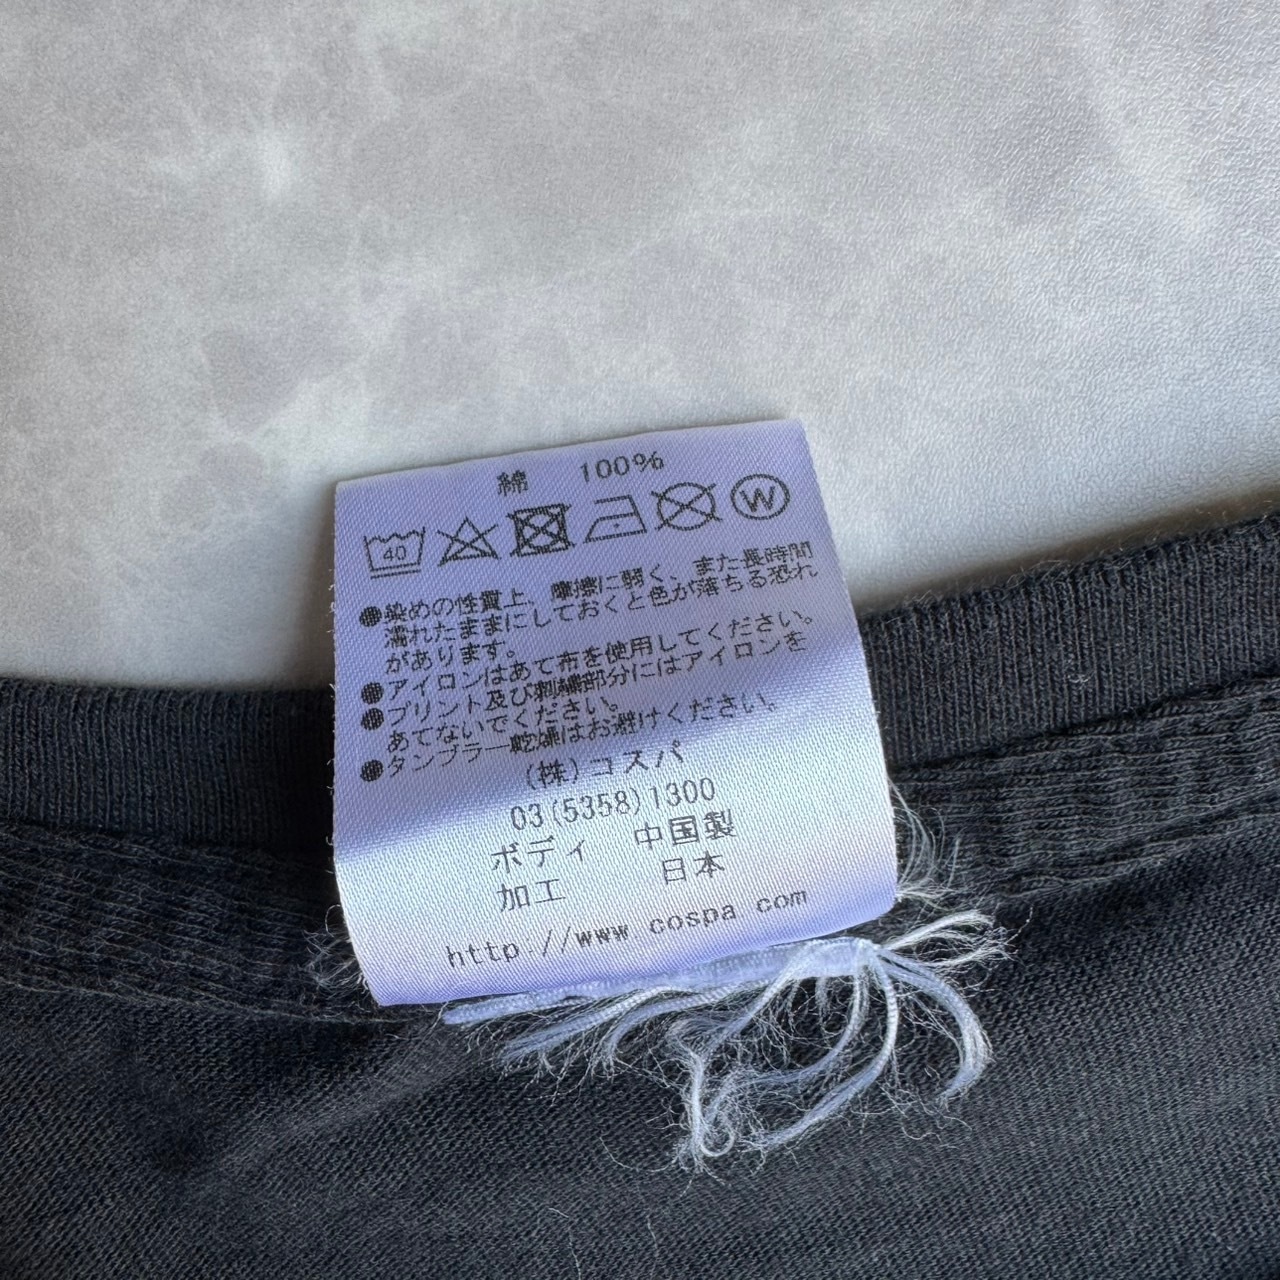 綿 100%
40 W
●染めの性質上、摩擦に弱く、また長時間
濡れたままにしておくと色が落ちる恐れ
があります。
●アイロンはあて布を使用してください。
●プリント及び刺繍部分にはアイロンを
あてないでください。
●タンブラー乾燥はお避けください。
(株)コスパ
03(5358)1300
ボディ 中国製
加工 日本
http://www.cospa.com